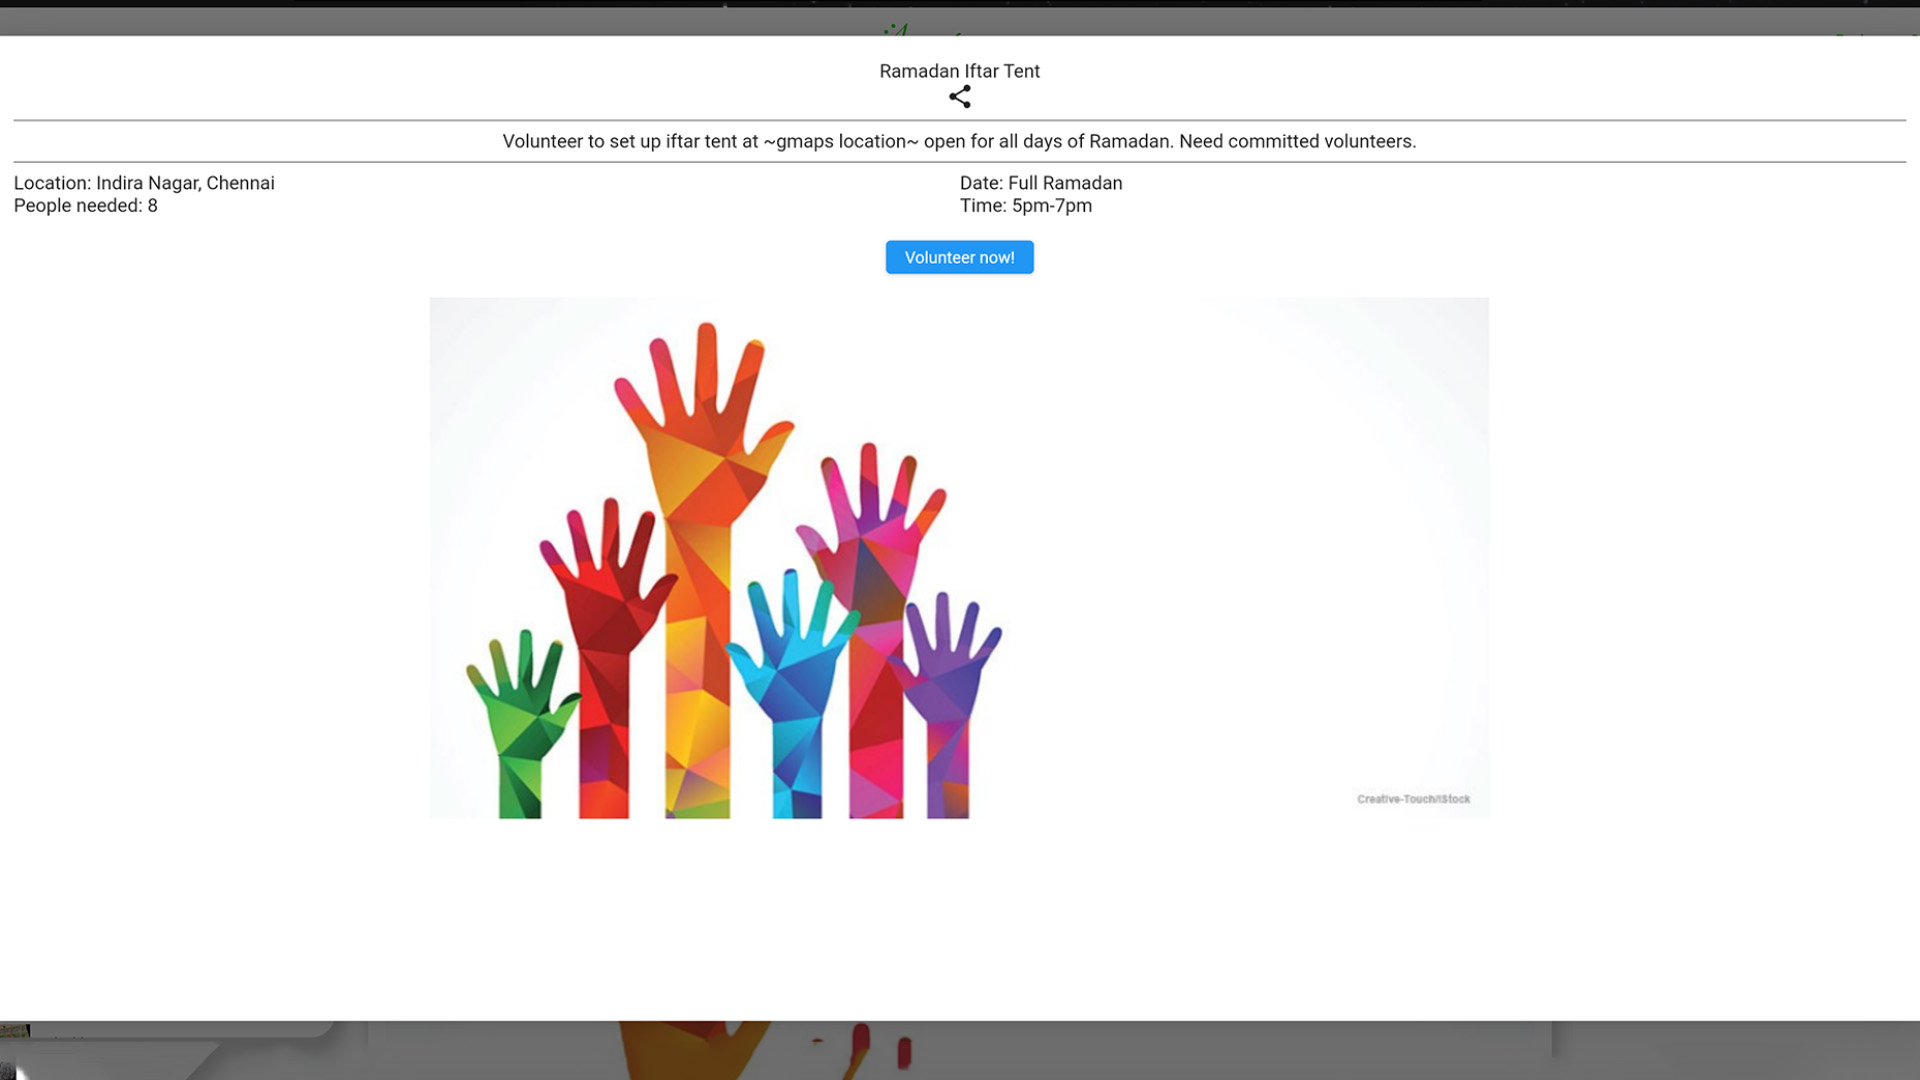 Ramadan Iftar Tent
Volunteer to set up iftar tent at ~gmaps location~ open for all days of Ramadan. Need committed volunteers.
Location: Indira Nagar, Chennai
People needed: 8
Date: Full Ramadan
Time: 5pm-7pm
Volunteer now!
Creative-Touch/iStock